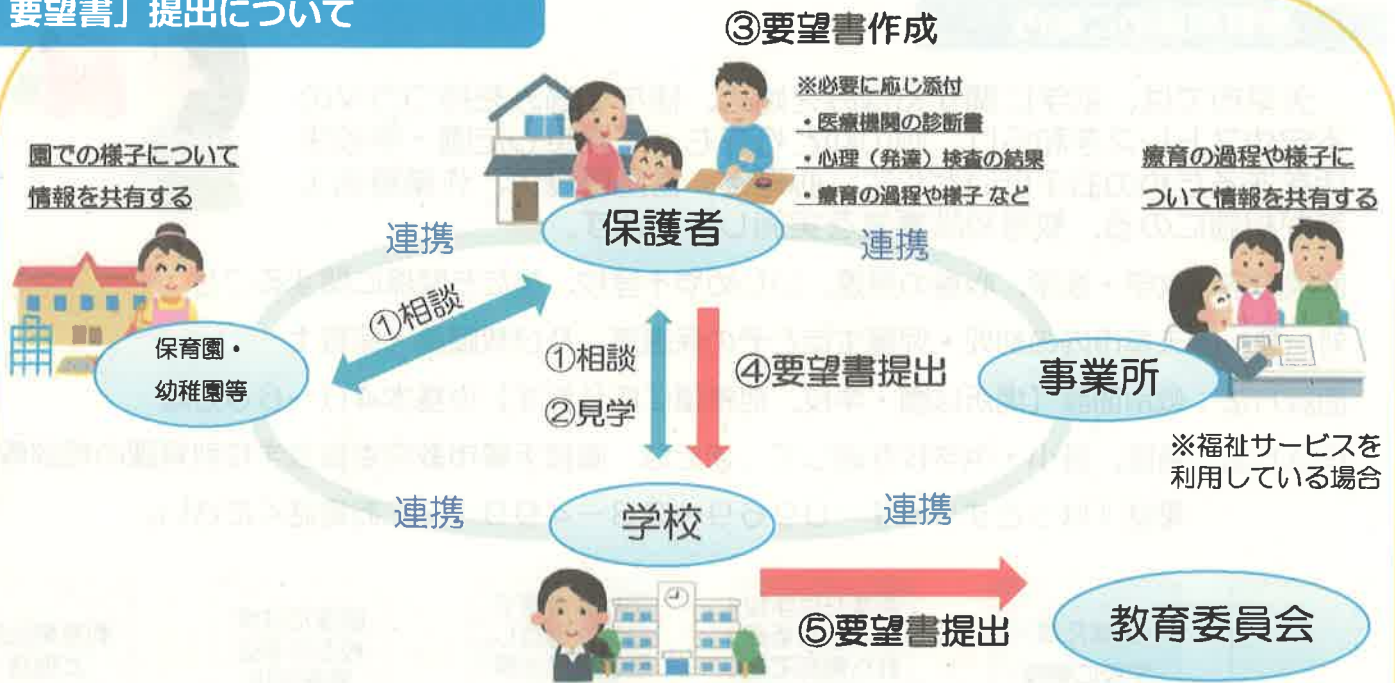 要望書」提出について
③要望書作成
※必要に応じ添付
・医療機関の診断書
・心理（発達）検査の結果
・療育の過程や様子 など
園での様子について
情報を共有する
療育の過程や様子に
ついて情報を共有する
保護者
連携
連携
①相談
保育園・
幼稚園等
①相談
②見学
④要望書提出
事業所
※福祉サービスを
利用している場合
連携
連携
学校
⑤要望書提出
教育委員会